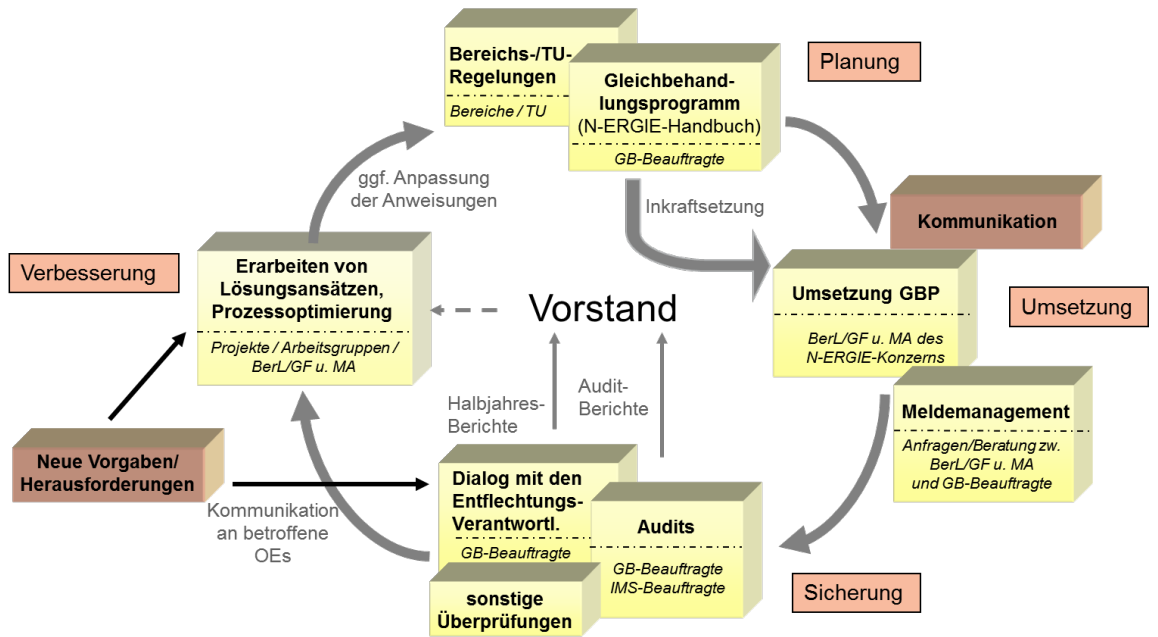 Bereichs-/TU-
Regelungen
Bereiche / TU
Gleichbehand-
lungsprogramm
(N-ERGIE-Handbuch)
GB-Beauftragte
Planung
ggf. Anpassung
der Anweisungen
Inkraftsetzung
Kommunikation
Verbesserung
Erarbeiten von
Lösungsansätzen,
Prozessoptimierung
Projekte / Arbeitsgruppen /
BerL/GF u. MA
Vorstand
Umsetzung GBP
BerL/GF u. MA des
N-ERGIE-Konzerns
Umsetzung
Halbjahres-
Berichte
Audit-
Berichte
Meldemanagement
Anfragen/Beratung zw.
BerL/GF u. MA
und GB-Beauftragte
Neue Vorgaben/
Herausforderungen
Kommunikation
an betroffene
OEs
Dialog mit den
Entflechtungs-
Verantwortl.
GB-Beauftragte
Audits
GB-Beauftragte
IMS-Beauftragte
sonstige
Überprüfungen
Sicherung